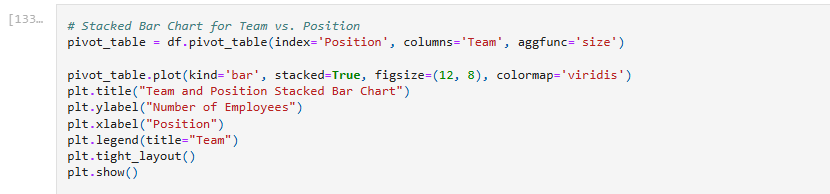 [133...
# Stacked Bar Chart for Team vs. Position
pivot_table = df.pivot_table(index='Position', columns='Team', aggfunc='size')
pivot_table.plot(kind='bar', stacked=True, figsize=(12, 8), colormap='viridis')
plt.title("Team and Position Stacked Bar Chart")
plt.ylabel("Number of Employees")
plt.xlabel("Position")
plt.legend(title="Team")
plt.tight_layout()
plt.show()